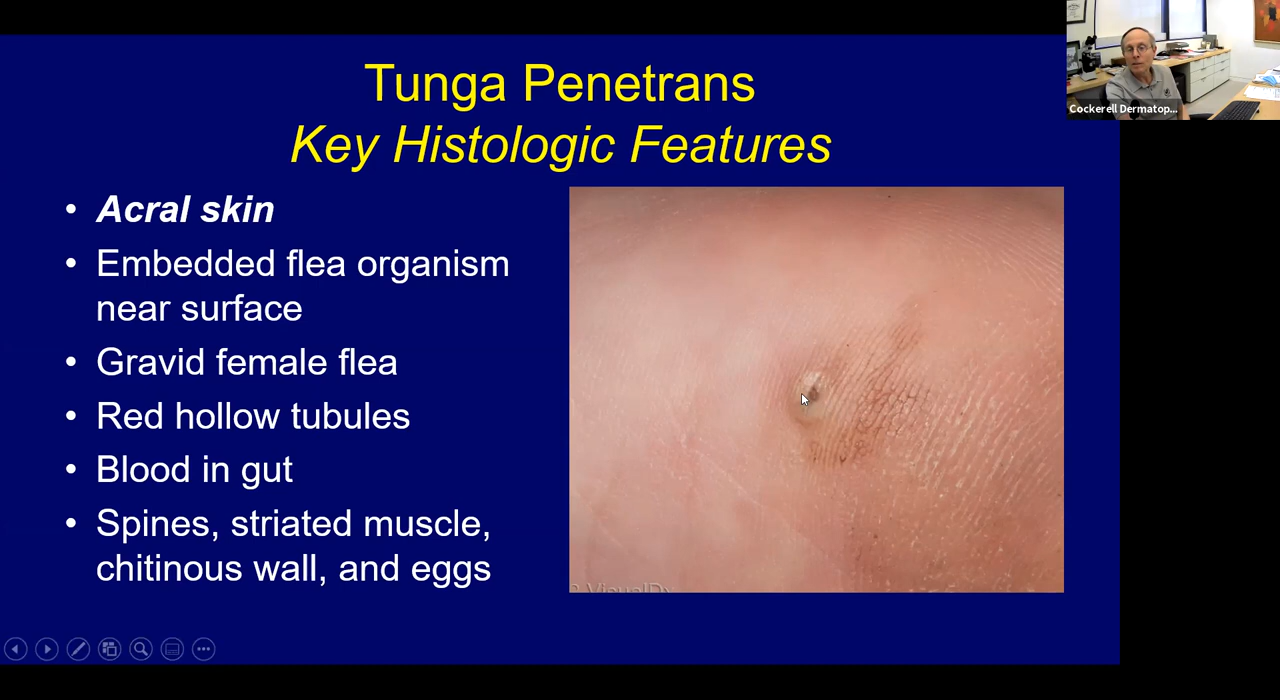 Tunga Penetrans
Key Histologic Features
• Acral skin
• Embedded flea organism
near surface
• Gravid female flea
• Red hollow tubules
• Blood in gut
• Spines, striated muscle,
chitinous wall, and eggs
VisualDx
Cockerell Dermatop...